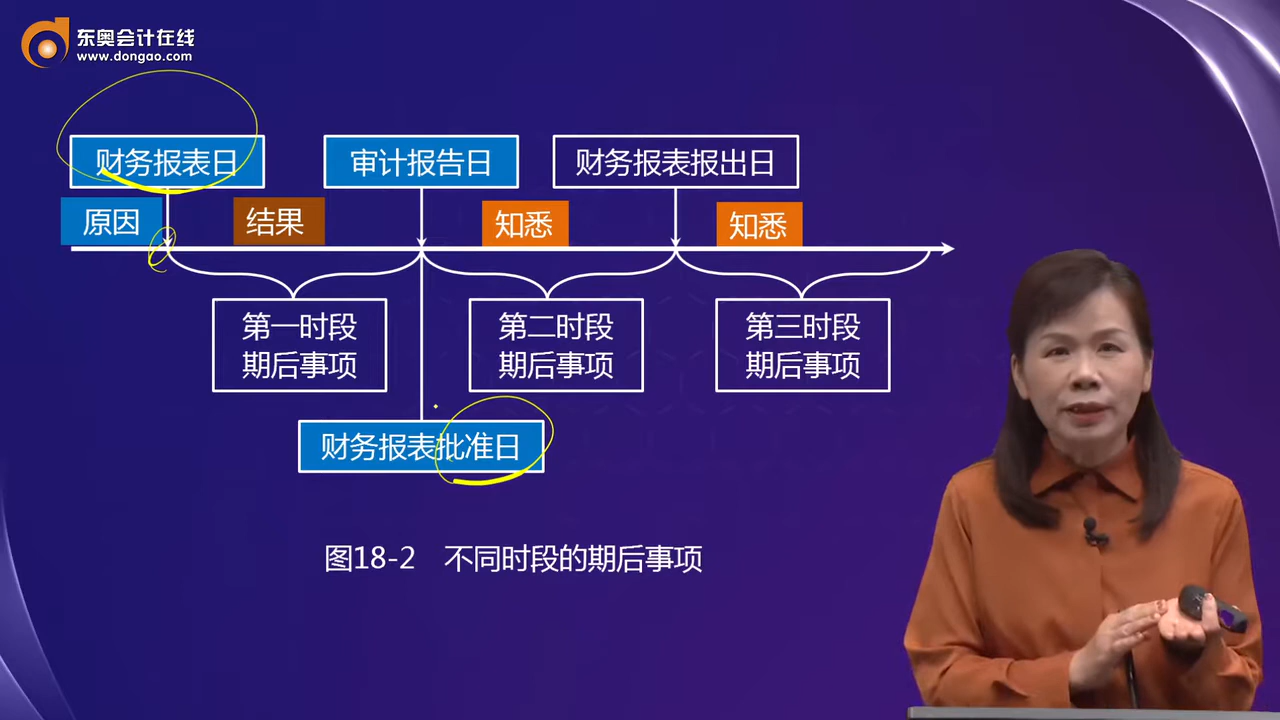 东奥会计在线
www.dongao.com
财务报表日
审计报告日
财务报表报出日
原因
结果
知悉
知悉
第一时段
期后事项
第二时段
期后事项
第三时段
期后事项
财务报表批准日
图18-2 不同时段的期后事项